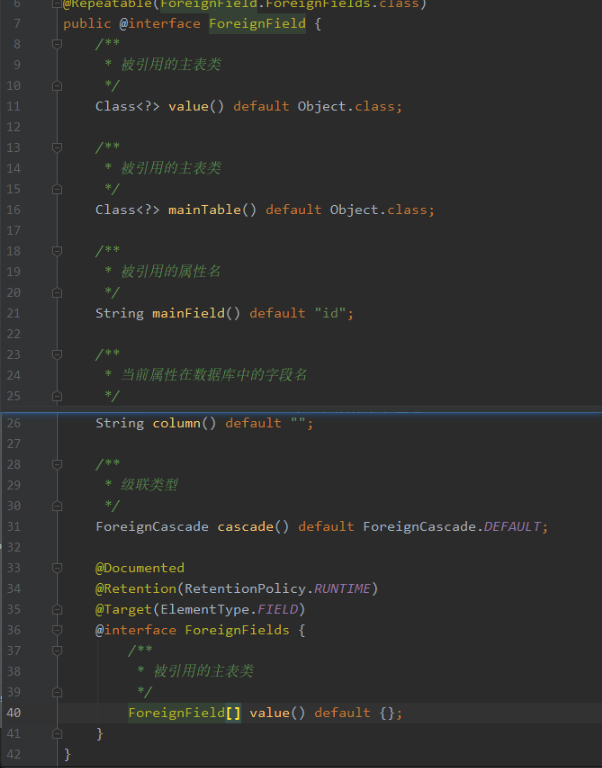 6 @Repeatable(ForeignField.ForeignFields.class)
7 public @interface ForeignField {
8 /**
9 * 被引用的主表类
10 */
11 Class<?> value() default Object.class;
12
13 /**
14 * 被引用的主表类
15 */
16 Class<?> mainTable() default Object.class;
17
18 /**
19 * 被引用的属性名
20 */
21 String mainField() default "id";
22
23 /**
24 * 当前属性在数据库中的字段名
25 */
26 String column() default "";
27
28 /**
29 * 级联类型
30 */
31 ForeignCascade cascade() default ForeignCascade.DEFAULT;
32
33 @Documented
34 @Retention(RetentionPolicy.RUNTIME)
35 @Target(ElementType.FIELD)
36 @interface ForeignFields {
37 /**
38 * 被引用的主表类
39 */
40 ForeignField[] value() default {};
41 }
42 }